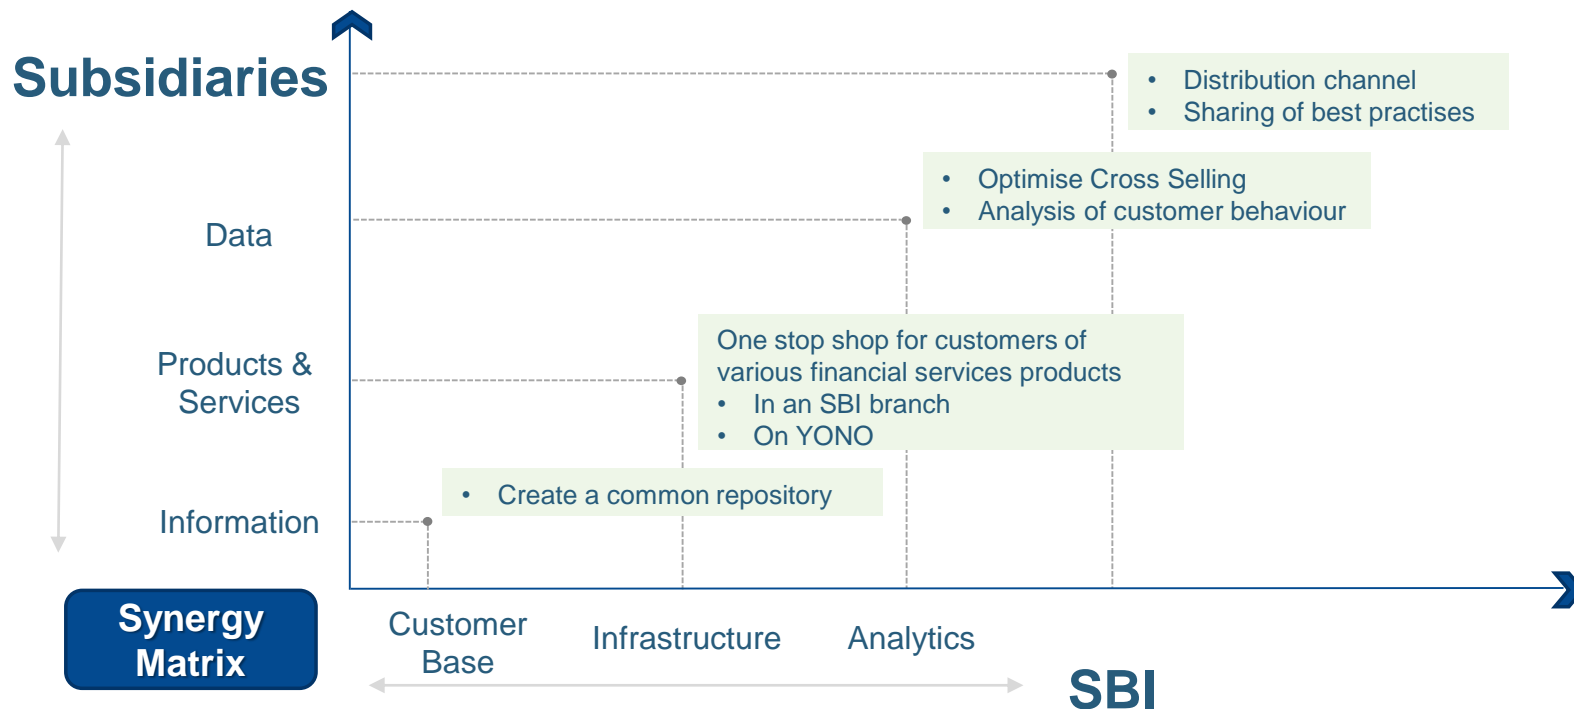 Subsidiaries
• Distribution channel
• Sharing of best practises
• Optimise Cross Selling
• Analysis of customer behaviour
Data
One stop shop for customers of
various financial services products
• In an SBI branch
• On YONO
Products &
Services
• Create a common repository
Information
Synergy
Matrix
Customer
Base
Infrastructure
Analytics
SBI